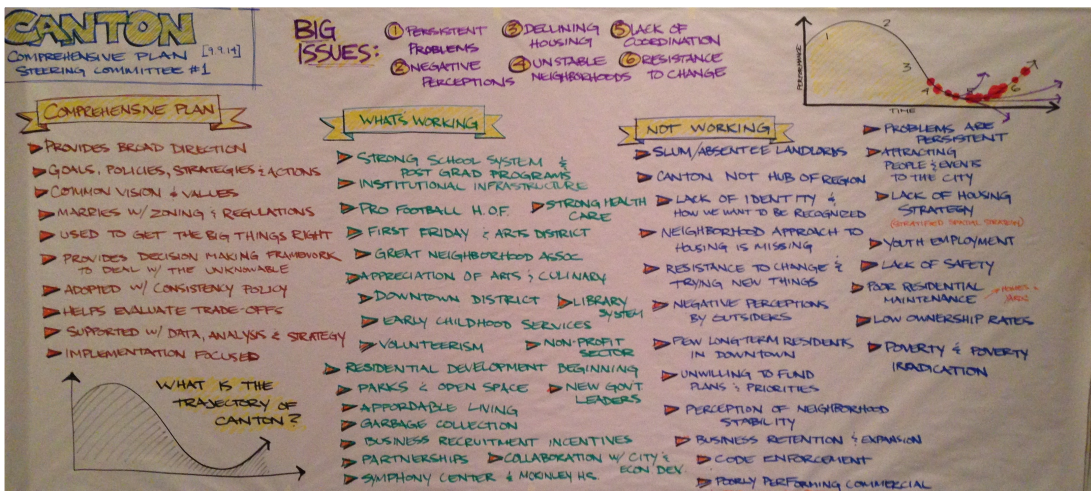 CANTON
COMPREHENSIVE PLAN [9.9.14]
STEERING COMMITTEE #1
BIG
ISSUES:
① PERSISTENT
PROBLEMS
② NEGATIVE
PERCEPTIONS
③ DECLINING
HOUSING
④ UNSTABLE
NEIGHBORHOODS
⑤ LACK OF
COORDINATION
⑥ RESISTANCE
TO CHANGE
PERFORMANCE
1
2
3
4
5
6
TIME
COMPREHENSIVE PLAN
PROVIDES BROAD DIRECTION
GOALS, POLICIES, STRATEGIES & ACTIONS
COMMON VISION & VALUES
MARRIES W/ ZONING & REGULATIONS
USED TO GET THE BIG THINGS RIGHT
PROVIDES DECISION MAKING FRAMEWORK
TO DEAL W/ THE UNKNOWABLE
ADOPTED W/ CONSISTENCY POLICY
HELPS EVALUATE TRADE-OFFS
SUPPORTED W/ DATA, ANALYSIS & STRATEGY
IMPLEMENTATION FOCUSED
WHAT IS THE
TRAJECTORY OF
CANTON?
WHATS WORKING
STRONG SCHOOL SYSTEM &
POST GRAD PROGRAMS
INSTITUTIONAL INFRASTRUCTURE
PRO FOOTBALL H.OF.
STRONG HEALTH
CARE
FIRST FRIDAY & ARTS DISTRICT
GREAT NEIGHBORHOOD ASSOC
APPRECIATION OF ARTS & CULINARY
DOWNTOWN DISTRICT
LIBRARY
SYSTEM
EARLY CHILDHOOD SERVICES
VOLUNTEERISM
NON-PROFIT
SECTOR
RESIDENTIAL DEVELOPMENT BEGINNING
PARKS & OPEN SPACE
NEW GOV'T
LEADERS
AFFORDABLE LIVING
GARBAGE COLLECTION
BUSINESS RECRUITMENT INCENTIVES
PARTNERSHIPS
COLLABORATION W/ CITY &
ECON DEV.
SYMPHONY CENTER & MCKINLEY HS.
NOT WORKING
SLUM/ABSENTEE LANDLORDS
CANTON NOT HUB OF REGION
LACK OF IDENTITY &
HOW WE WANT TO BE RECOGNIZED
NEIGHBORHOOD APPROACH TO
HOUSING IS MISSING
RESISTANCE TO CHANGE &
TRYING NEW THINGS
NEGATIVE PERCEPTIONS
BY OUTSIDERS
FEW LONG TERM RESIDENTS
IN DOWNTOWN
UNWILLING TO FUND
PLANS & PRIORITIES
PERCEPTION OF NEIGHBORHOOD
STABILITY
BUSINESS RETENTION & EXPANSION
CODE ENFORCEMENT
POORLY PERFORMING COMMERCIAL
PROBLEMS ARE
PERSISTENT
ATTRACTING
PEOPLE & EVENTS
TO THE CITY
LACK OF HOUSING
STRATEGY
(STRATIFIED SPATIAL STRATEGY)
YOUTH EMPLOYMENT
LACK OF SAFETY
POOR RESIDENTIAL
MAINTENANCE
HOMES &
YARDS
LOW OWNERSHIP RATES
POVERTY & POVERTY
IRRADICATION